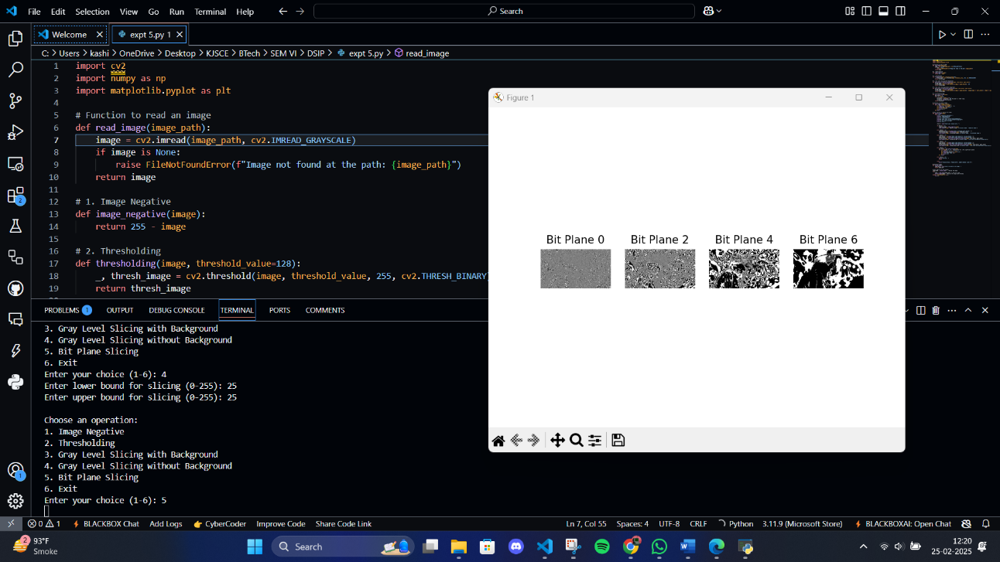 File Edit Selection View Go Run Terminal Help
Search
Welcome
expt 5.py 1
C: > Users > kashi > OneDrive > Desktop > KJSCE > BTech > SEM VI > DSIP > expt 5.py > read_image
1 import cv2
2 import numpy as np
3 import matplotlib.pyplot as plt
4
5 # Function to read an image
6 def read_image(image_path):
7 image = cv2.imread(image_path, cv2.IMREAD_GRAYSCALE)
8 if image is None:
9 raise FileNotFoundError(f"Image not found at the path: {image_path}")
10 return image
11
12 # 1. Image Negative
13 def image_negative(image):
14 return 255 - image
15
16 # 2. Thresholding
17 def thresholding(image, threshold_value=128):
18 _, thresh_image = cv2.threshold(image, threshold_value, 255, cv2.THRESH_BINARY)
19 return thresh_image
Figure 1
Bit Plane 0 Bit Plane 2 Bit Plane 4 Bit Plane 6
PROBLEMS 1 OUTPUT DEBUG CONSOLE TERMINAL PORTS COMMENTS
3. Gray Level Slicing with Background
4. Gray Level Slicing without Background
5. Bit Plane Slicing
6. Exit
Enter your choice (1-6): 4
Enter lower bound for slicing (0-255): 25
Enter upper bound for slicing (0-255): 25
Choose an operation:
1. Image Negative
2. Thresholding
3. Gray Level Slicing with Background
4. Gray Level Slicing without Background
5. Bit Plane Slicing
6. Exit
Enter your choice (1-6): 5
2
1
0 1 BLACKBOX Chat Add Logs CyberCoder Improve Code Share Code Link Ln 7, Col 55 Spaces: 4 UTF-8 CRLF Python 3.11.9 (Microsoft Store) BLACKBOXAI: Open Chat
2
93°F
Smoke
Search
12:20
25-02-2025